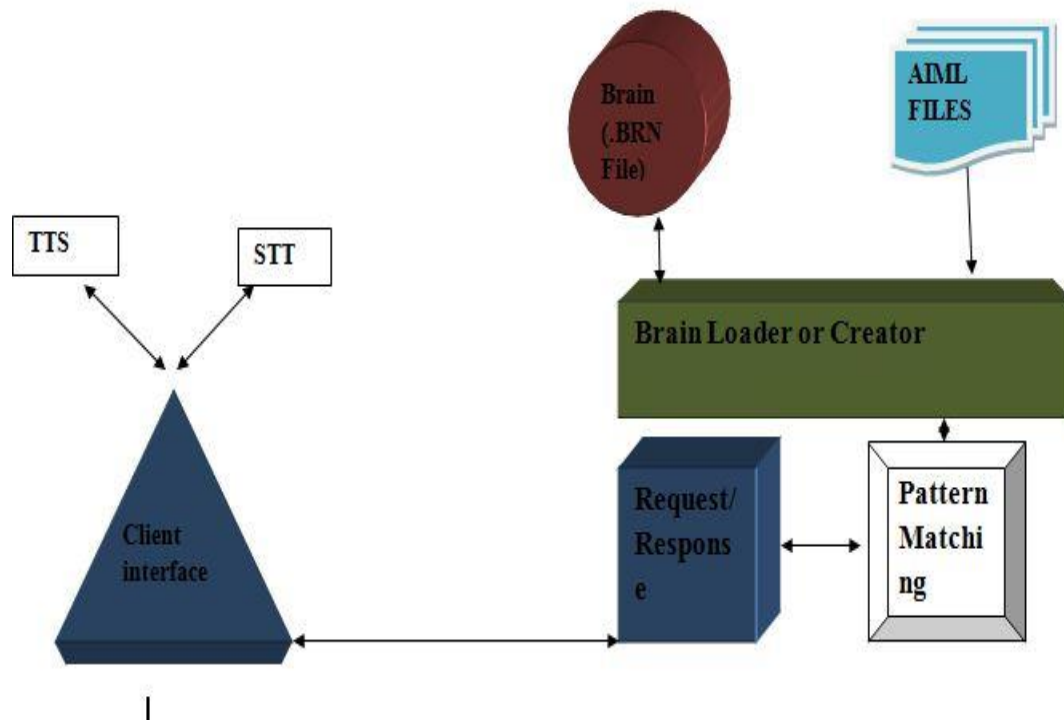 Brain
(.BRN
File)
AIML
FILES
TTS
STT
Brain Loader or Creator
Client
interface
Request/
Respons
e
Pattern
Matchi
ng